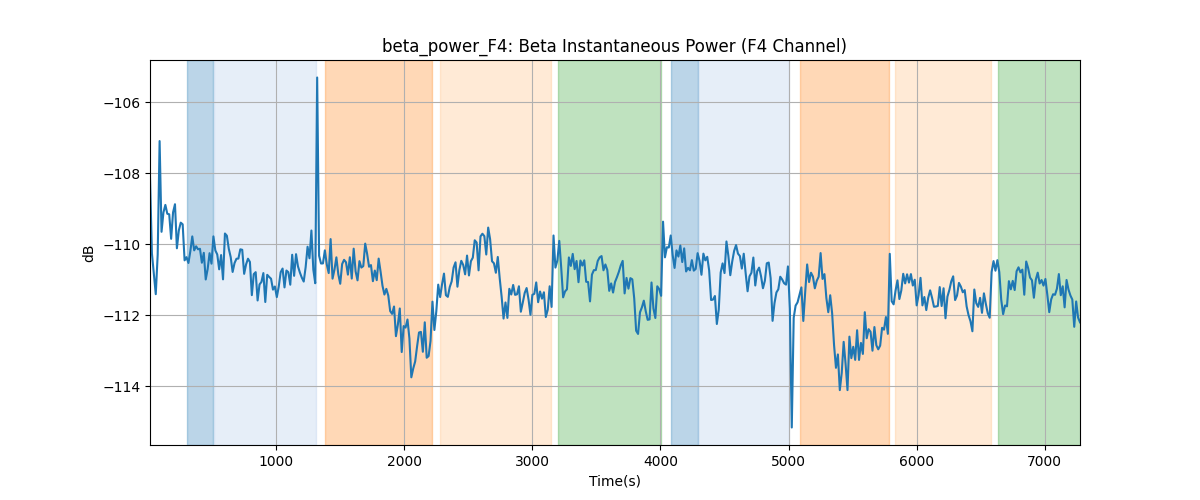 beta_power_F4: Beta Instantaneous Power (F4 Channel)
dB
−106
−108
−110
−112
−114
1000 2000 3000 4000 5000 6000 7000
Time(s)